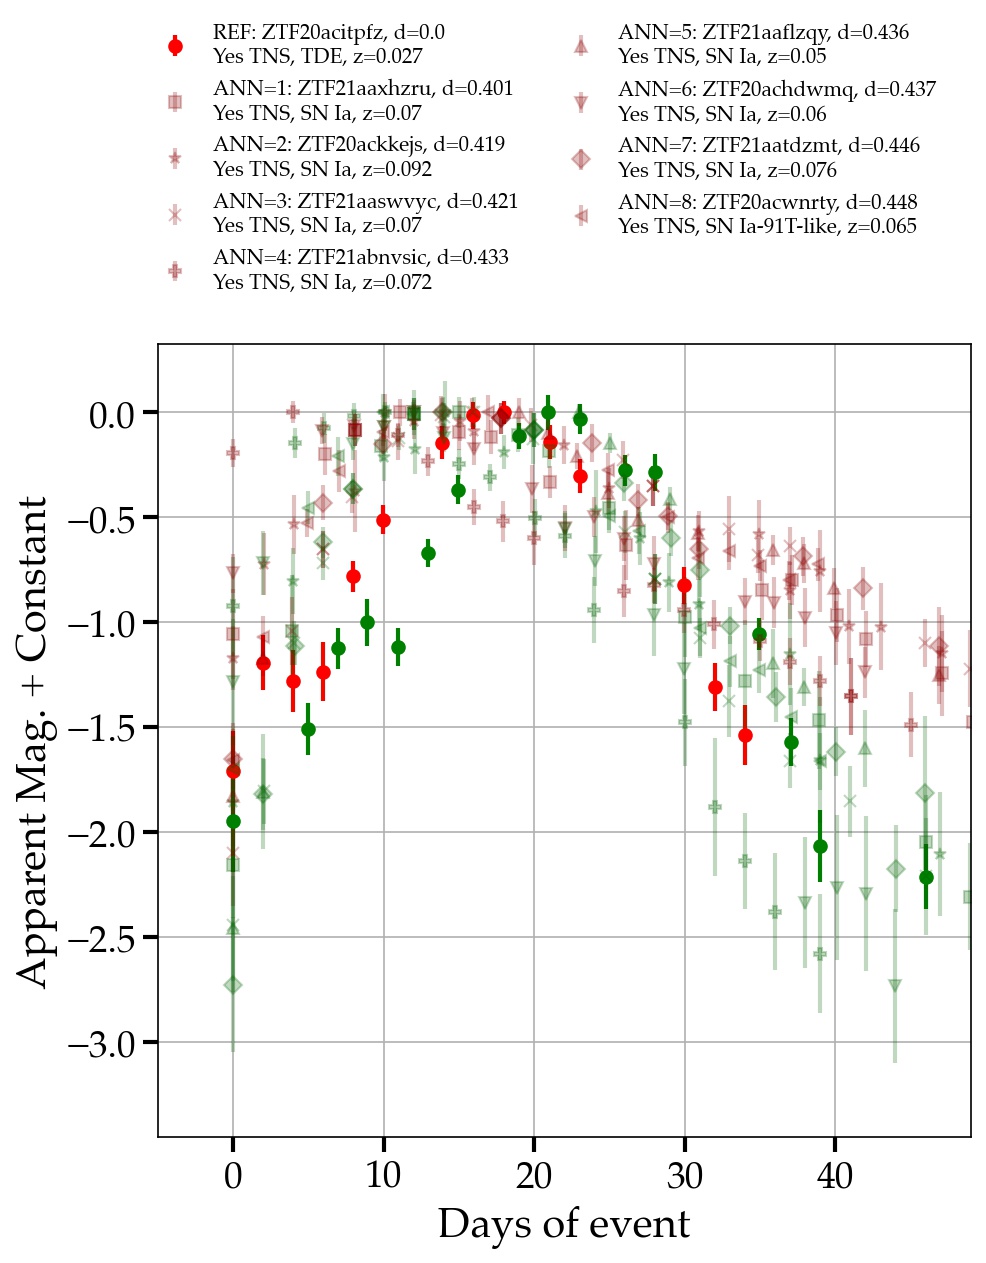 REF: ZTF20acitpfz, d=0.0
Yes TNS, TDE, z=0.027
ANN=1: ZTF21aaxhzru, d=0.401
Yes TNS, SN Ia, z=0.07
ANN=2: ZTF20ackkejs, d=0.419
Yes TNS, SN Ia, z=0.092
ANN=3: ZTF21aaswvyc, d=0.421
Yes TNS, SN Ia, z=0.07
ANN=4: ZTF21abnvsic, d=0.433
Yes TNS, SN Ia, z=0.072
ANN=5: ZTF21aaflzqy, d=0.436
Yes TNS, SN Ia, z=0.05
ANN=6: ZTF20achdwmq, d=0.437
Yes TNS, SN Ia, z=0.06
ANN=7: ZTF21aatdzmt, d=0.446
Yes TNS, SN Ia, z=0.076
ANN=8: ZTF20acwnrty, d=0.448
Yes TNS, SN Ia-91T-like, z=0.065
Apparent Mag. + Constant
0.0
−0.5
−1.0
−1.5
−2.0
−2.5
−3.0
0
10
20
30
40
Days of event